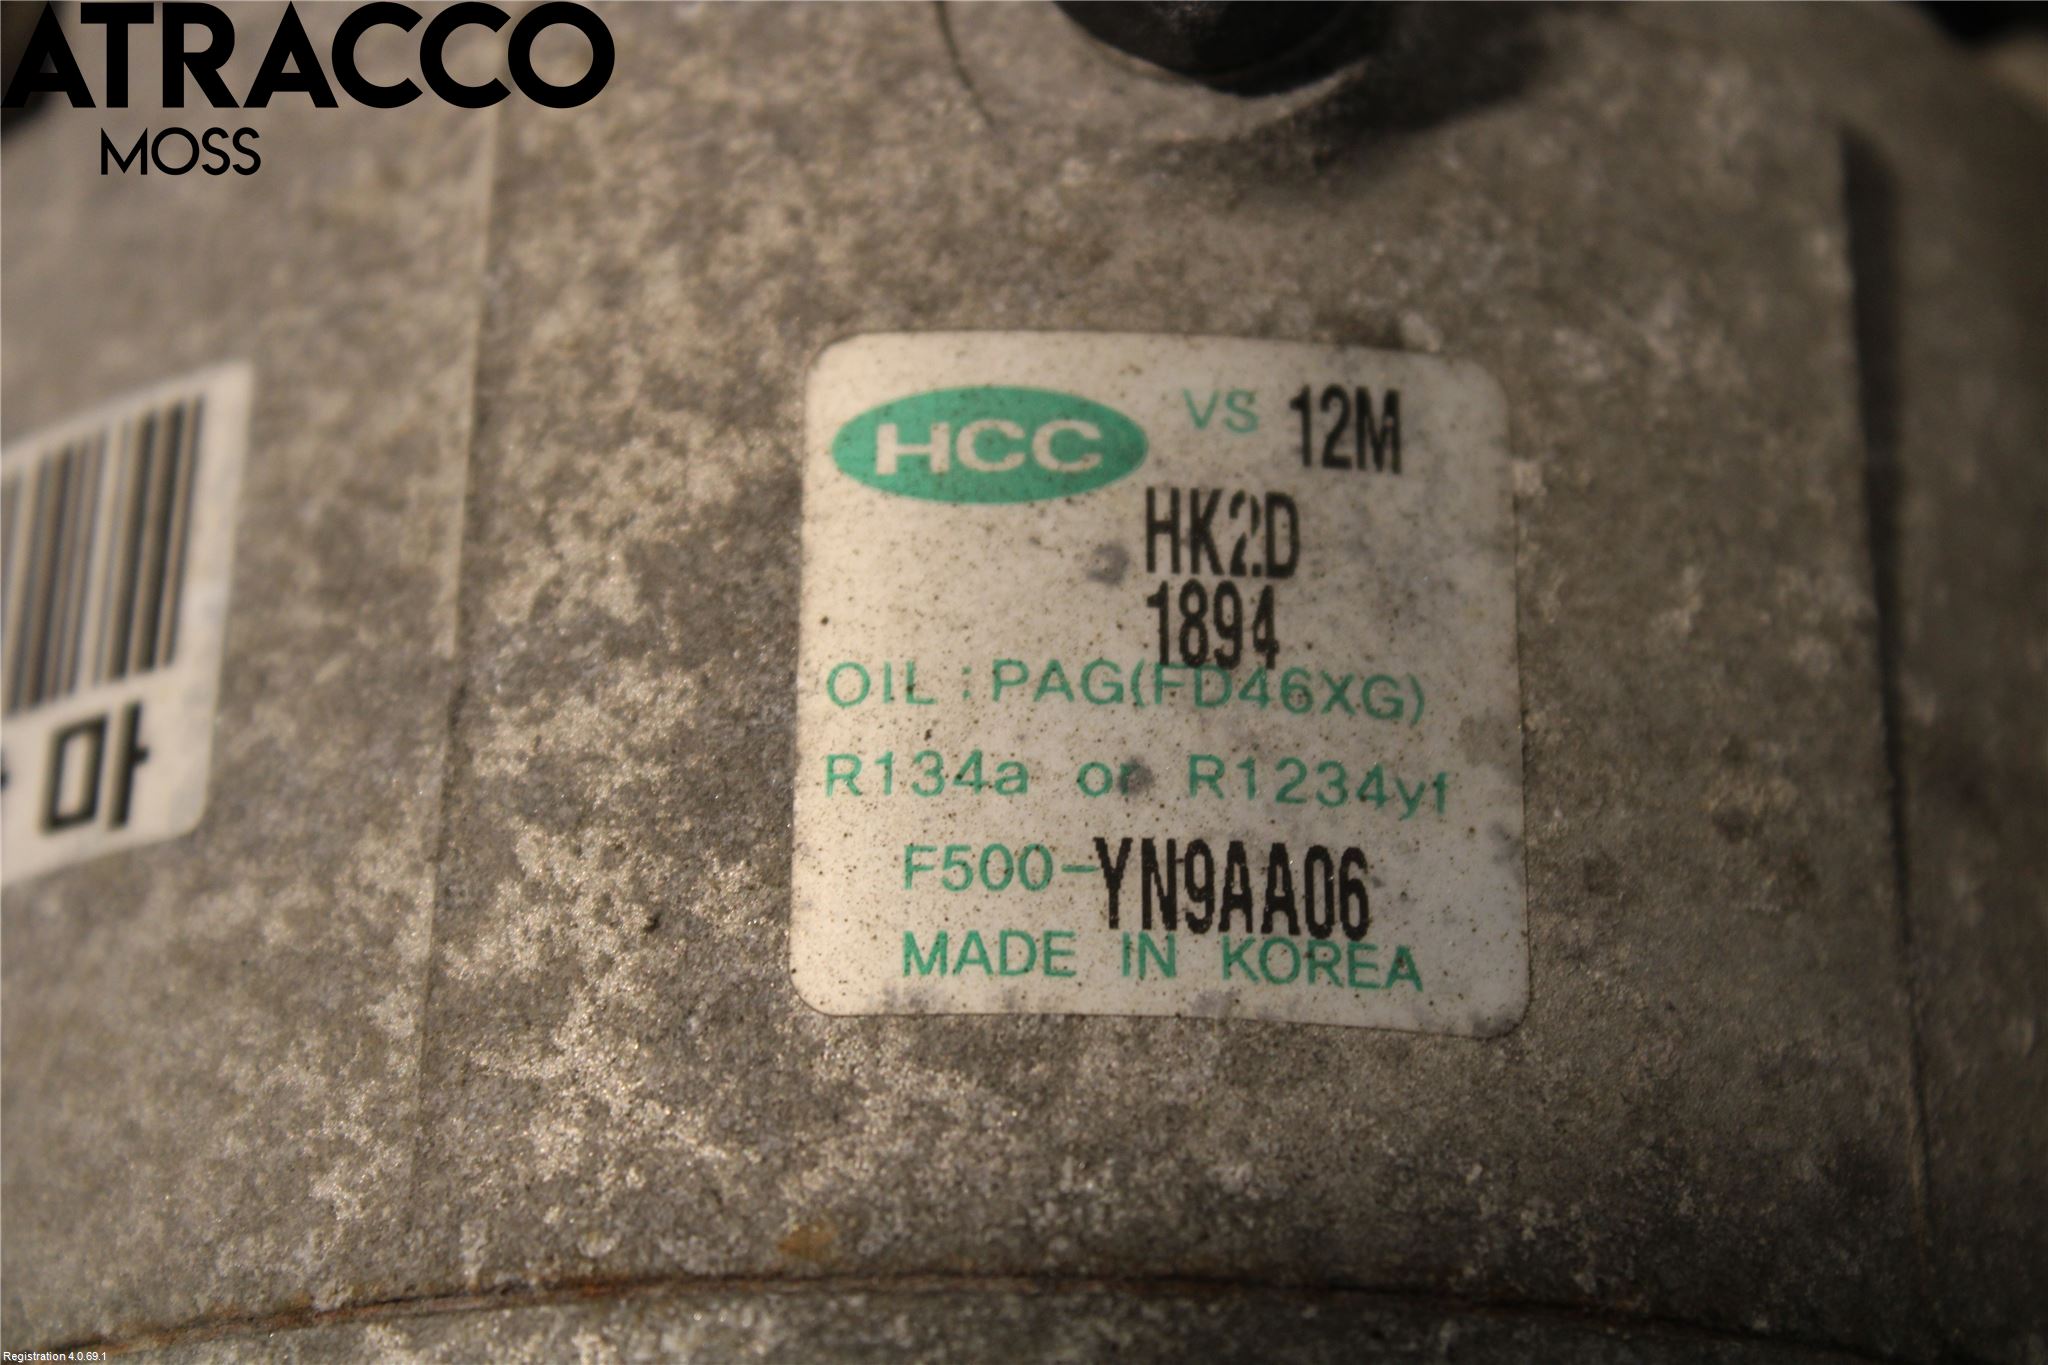 ATRACCO
MOSS
HCC VS 12M
HK2D
1894
OIL : PAG(FD46XG)
R134a or R1234yf
F500-YN9AA06
MADE IN KOREA
마
Registration 4.0.69.1